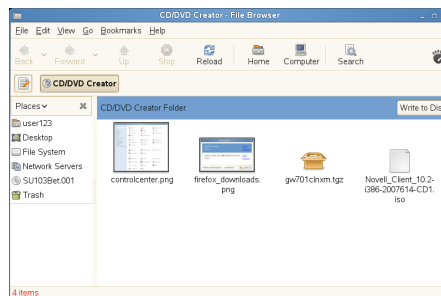 CD/DVD Creator - File Browser
File Edit View Go Bookmarks Help
Back Forward Up Stop Reload Home Computer Search
CD/DVD Creator
Places
CD/DVD Creator Folder
Write to Dis
user123
Desktop
File System
Network Servers
SU103Bet.001
Trash
controlcenter.png
firefox_downloads.
png
gw701clnxm.tgz
Novell_Client_10.2-
i386-2007614-CD1.
iso
4 items